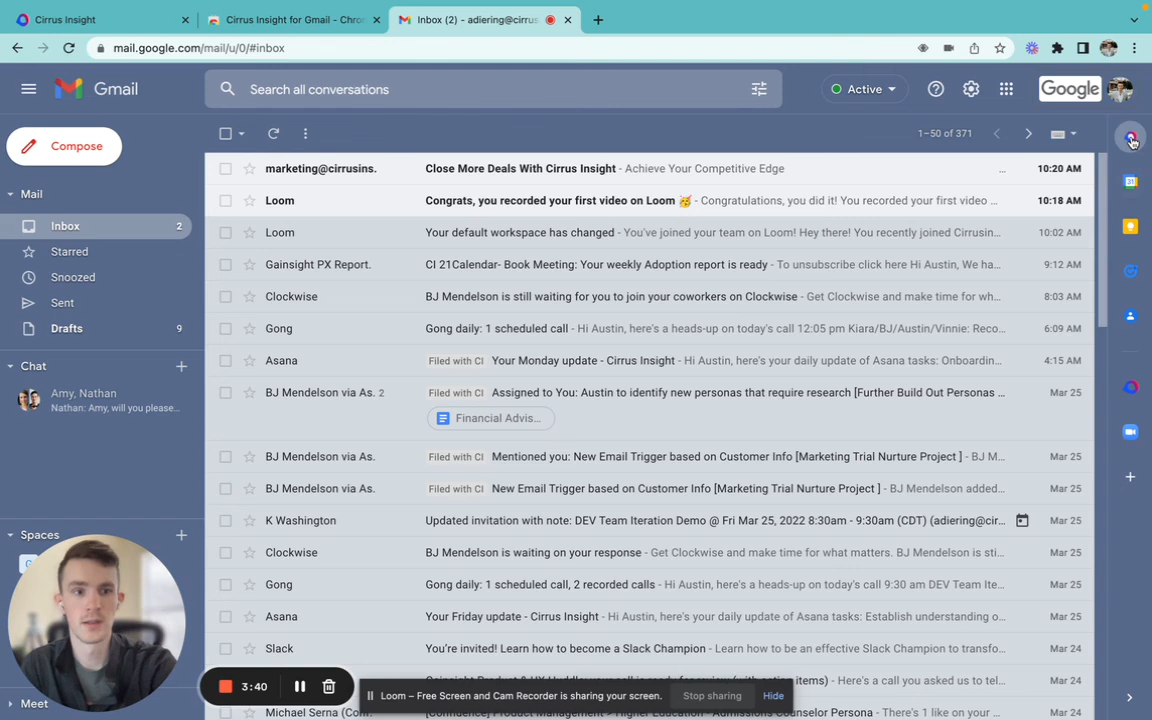 Cirrus Insight
Cirrus Insight for Gmail - Chro
Inbox (2) - adiering@cirrus
mail.google.com/mail/u/0/#inbox
Gmail
Search all conversations
Active
Google
Compose
1–50 of 371
Mail
Inbox 2
Starred
Snoozed
Sent
Drafts 9
Chat
Amy, Nathan
Nathan: Amy, will you please...
Spaces
Meet
marketing@cirrusins. Close More Deals With Cirrus Insight - Achieve Your Competitive Edge ... 10:20 AM
Loom Congrats, you recorded your first video on Loom 🥳 - Congratulations, you did it! You recorded your first video ... 10:18 AM
Loom Your default workspace has changed - You've joined your team on Loom! Hey there! You recently joined Cirrusin... 10:02 AM
Gainsight PX Report. CI 21Calendar- Book Meeting: Your weekly Adoption report is ready - To unsubscribe click here Hi Austin, We ha... 9:12 AM
Clockwise BJ Mendelson is still waiting for you to join your coworkers on Clockwise - Get Clockwise and make time for wh... 8:03 AM
Gong Gong daily: 1 scheduled call - Hi Austin, here's a heads-up on today's call 12:05 pm Kiara/BJ/Austin/Vinnie: Reco... 6:09 AM
Asana Filed with CI Your Monday update - Cirrus Insight - Hi Austin, here's your daily update of Asana tasks: Onboardin... 4:15 AM
BJ Mendelson via As. 2 Filed with CI Assigned to You: Austin to identify new personas that require research [Further Build Out Personas ... Mar 25
Financial Advis...
BJ Mendelson via As. Filed with CI Mentioned you: New Email Trigger based on Customer Info [Marketing Trial Nurture Project ] - BJ M... Mar 25
BJ Mendelson via As. Filed with CI New Email Trigger based on Customer Info [Marketing Trial Nurture Project ] - BJ Mendelson added... Mar 25
K Washington Updated invitation with note: DEV Team Iteration Demo @ Fri Mar 25, 2022 8:30am - 9:30am (CDT) (adiering@cir... Mar 25
Clockwise BJ Mendelson is waiting on your response - Get Clockwise and make time for what matters. BJ Mendelson is sti... Mar 25
Gong Gong daily: 1 scheduled call, 2 recorded calls - Hi Austin, here's a heads-up on today's call 9:30 am DEV Team Ite... Mar 25
Asana Your Friday update - Cirrus Insight - Hi Austin, here's your daily update of Asana tasks: Establish understanding o... Mar 25
Slack You're invited! Learn how to become a Slack Champion - Learn how to be an effective Slack Champion to transfor... Mar 24
items) - Here's a call you asked us to tel... Mar 24
3:40
Loom – Free Screen and Cam Recorder is sharing your screen. Stop sharing Hide
Michael Serna (Con. Mar 24